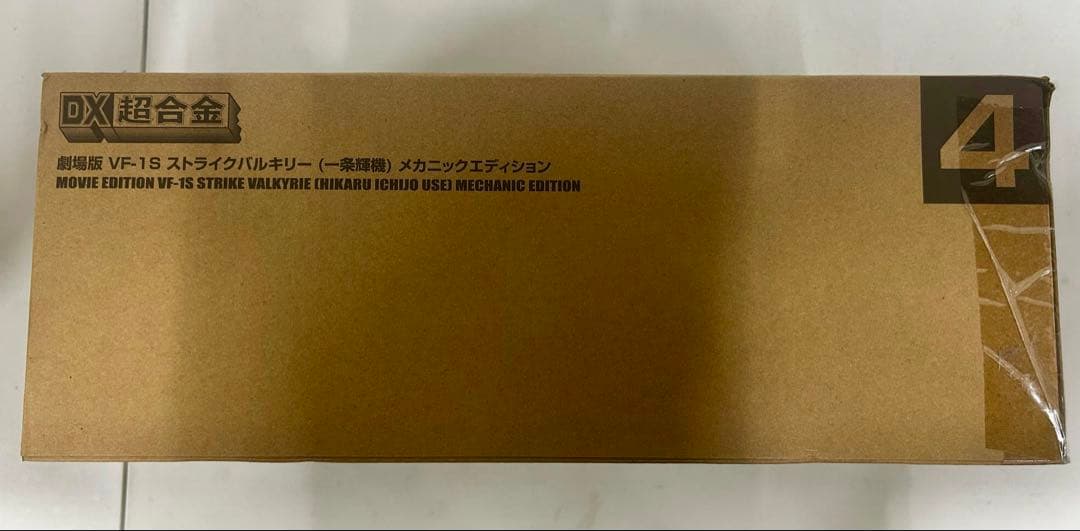 DX超合金
劇場版 VF-1S ストライクバルキリー (一条輝機) メカニックエディション
MOVIE EDITION VF-1S STRIKE VALKYRIE (HIKARU ICHIJO USE) MECHANIC EDITION
4